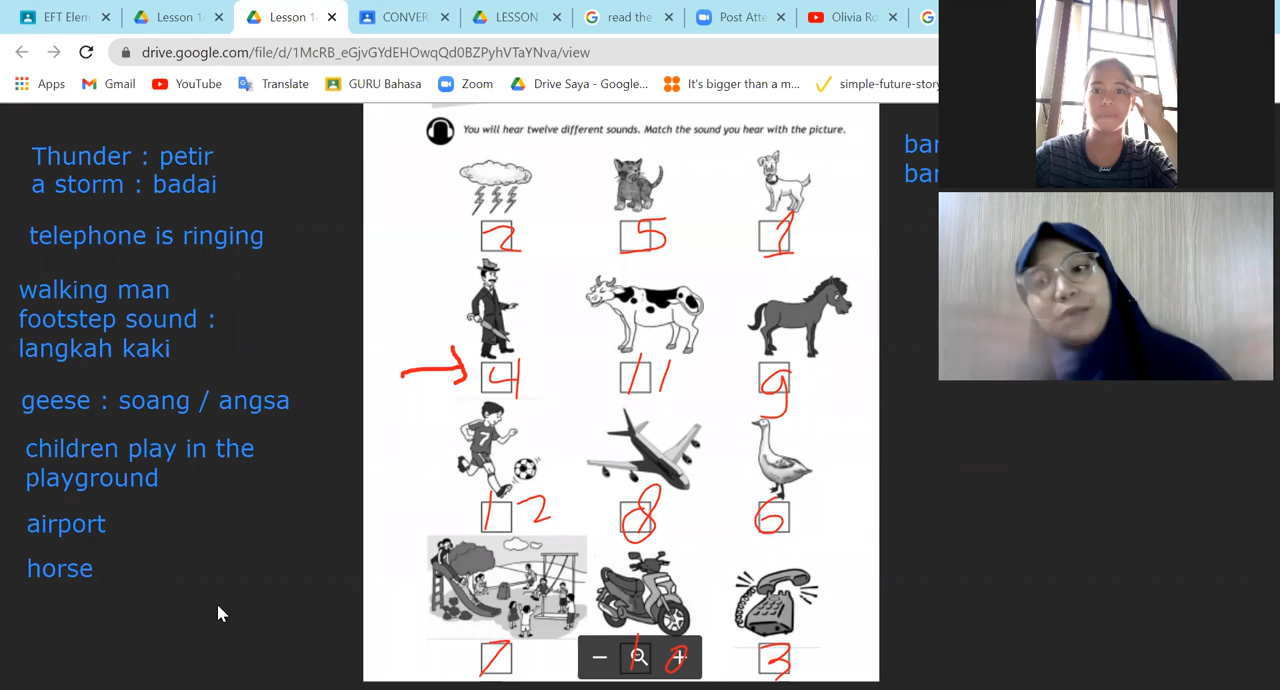 EFT Elem
Lesson 1
Lesson 1
CONVER
LESSON
read the
Post Atte
Olivia Ro
drive.google.com/file/d/1McRB_eGjvGYdEHOwqQd0BZPyhVTaYNva/view
Apps
Gmail
YouTube
Translate
GURU Bahasa
Zoom
Drive Saya - Google...
It's bigger than a m...
simple-future-story
You will hear twelve different sounds. Match the sound you hear with the picture.
Thunder : petir
a storm : badai
telephone is ringing
walking man
footstep sound :
langkah kaki
geese : soang / angsa
children play in the
playground
airport
horse
2 5 1
4 11 9
7
12 8 6
7 10 3